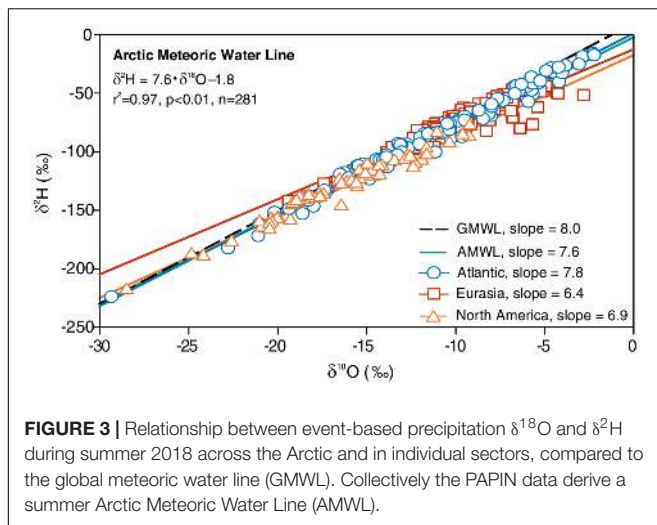 Arctic Meteoric Water Line
δ²H = 7.6•δ¹⁸O–1.8
r²=0.97, p<0.01, n=281
0
-50
-100
-150
-200
-250
δ²H (‰)
GMWL, slope = 8.0
AMWL, slope = 7.6
Atlantic, slope = 7.8
Eurasia, slope = 6.4
North America, slope = 6.9
-30 -25 -20 -15 -10 -5 0
δ¹⁸O (‰)
FIGURE 3 | Relationship between event-based precipitation δ¹⁸O and δ²H
during summer 2018 across the Arctic and in individual sectors, compared to
the global meteoric water line (GMWL). Collectively the PAPIN data derive a
summer Arctic Meteoric Water Line (AMWL).